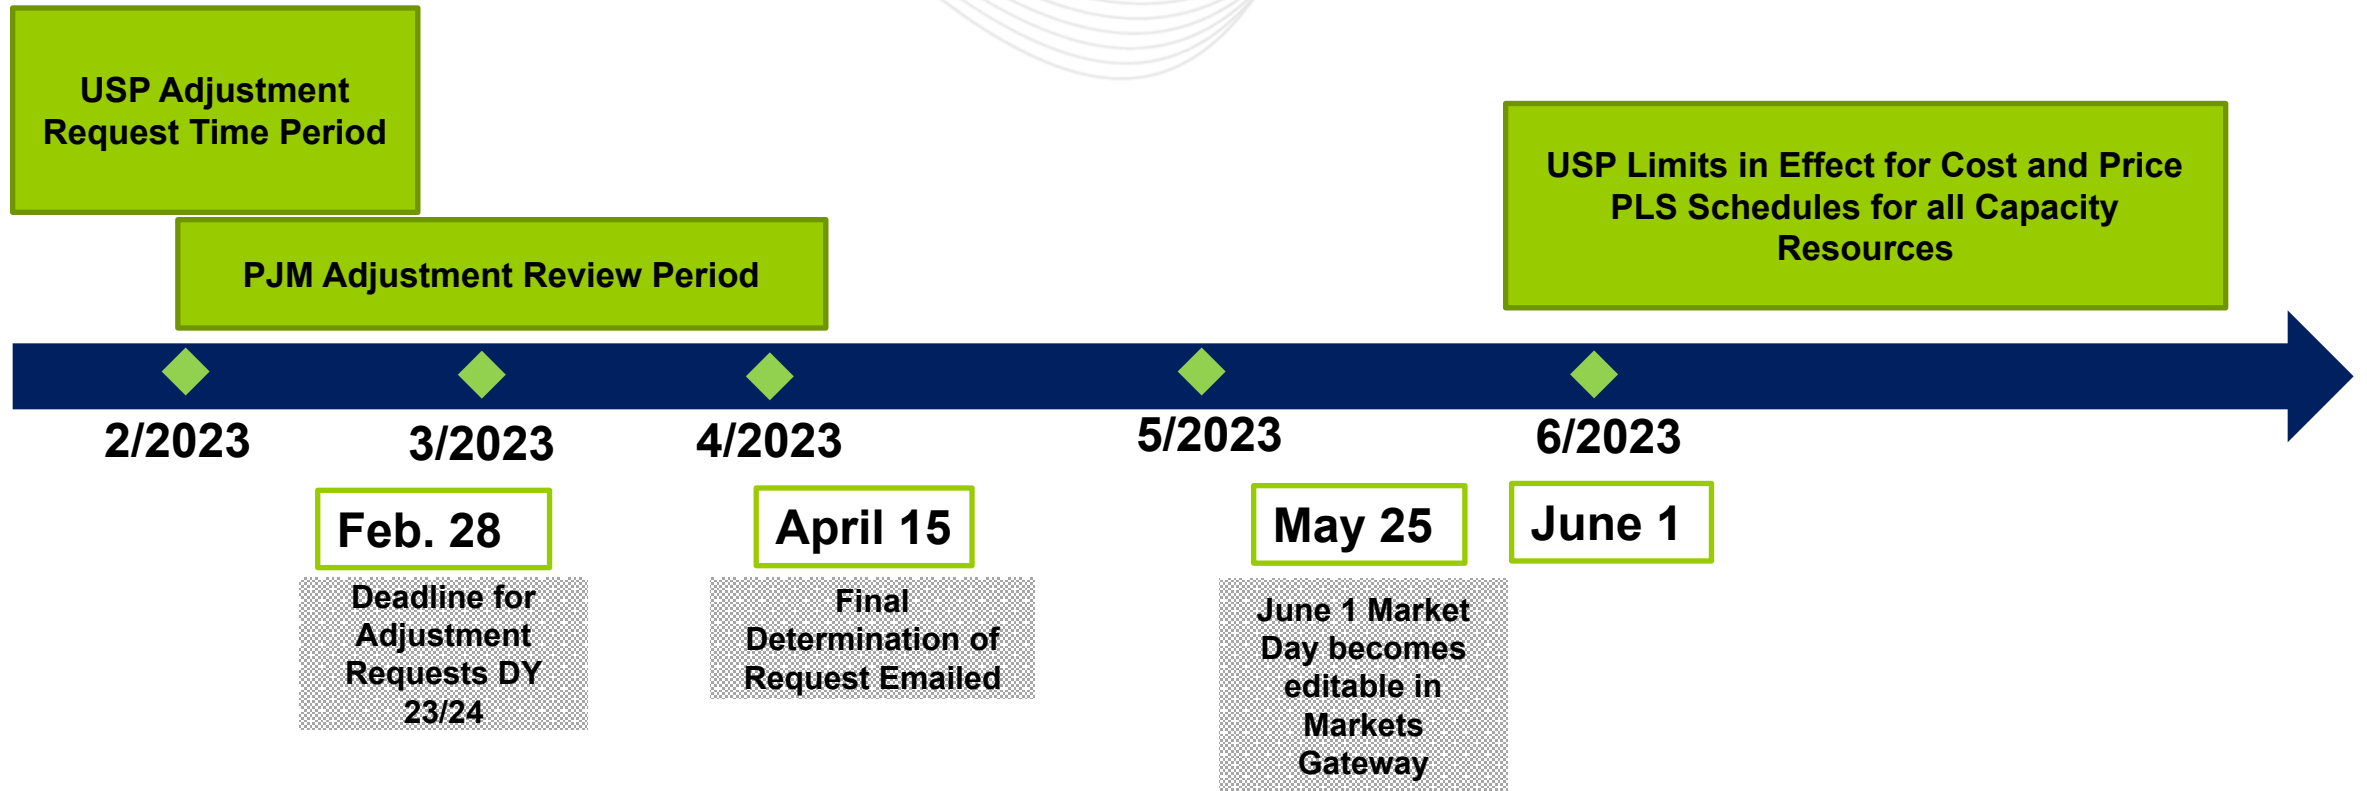 USP Adjustment
Request Time Period
PJM Adjustment Review Period
USP Limits in Effect for Cost and Price
PLS Schedules for all Capacity
Resources
2/2023
3/2023
4/2023
5/2023
6/2023
Feb. 28
Deadline for
Adjustment
Requests DY
23/24
April 15
Final
Determination of
Request Emailed
May 25
June 1 Market
Day becomes
editable in
Markets
Gateway
June 1